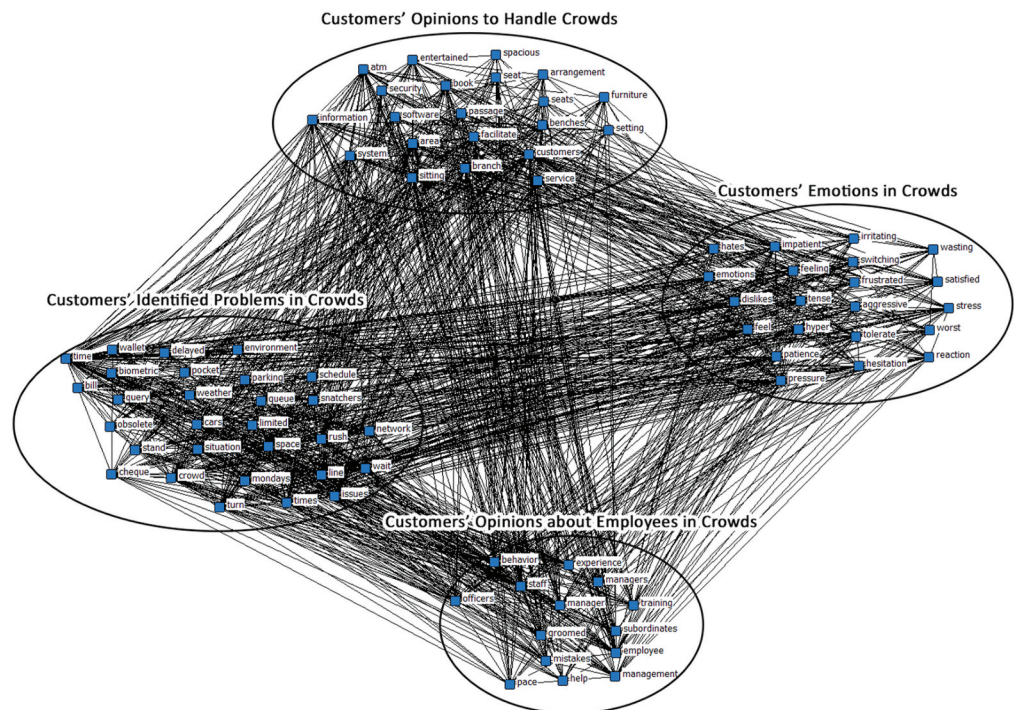 Customers’ Opinions to Handle Crowds
spacious
entertained
atm
seat
arrangement
security
book
furniture
seats
information
software
passage
benches
setting
facilitate
area
system
customers
branch
sitting
service
Customers’ Emotions in Crowds
irritating
hates
impatient
wasting
switching
emotions
feeling
frustrated
satisfied
dislikes
tense
aggressive
stress
feels
hyper
tolerate
worst
patience
hesitation
reaction
pressure
Customers’ Identified Problems in Crowds
time
wallet
delayed
environment
biometric
pocket
parking
schedule
bill
query
weather
queue
snatchers
obsolete
cars
limited
network
stand
situation
space
rush
cheque
crowd
mondays
line
wait
turn
times
issues
Customers’ Opinions about Employees in Crowds
behavior
experience
staff
managers
officers
manager
training
groomed
subordinates
employee
mistakes
pace
help
management